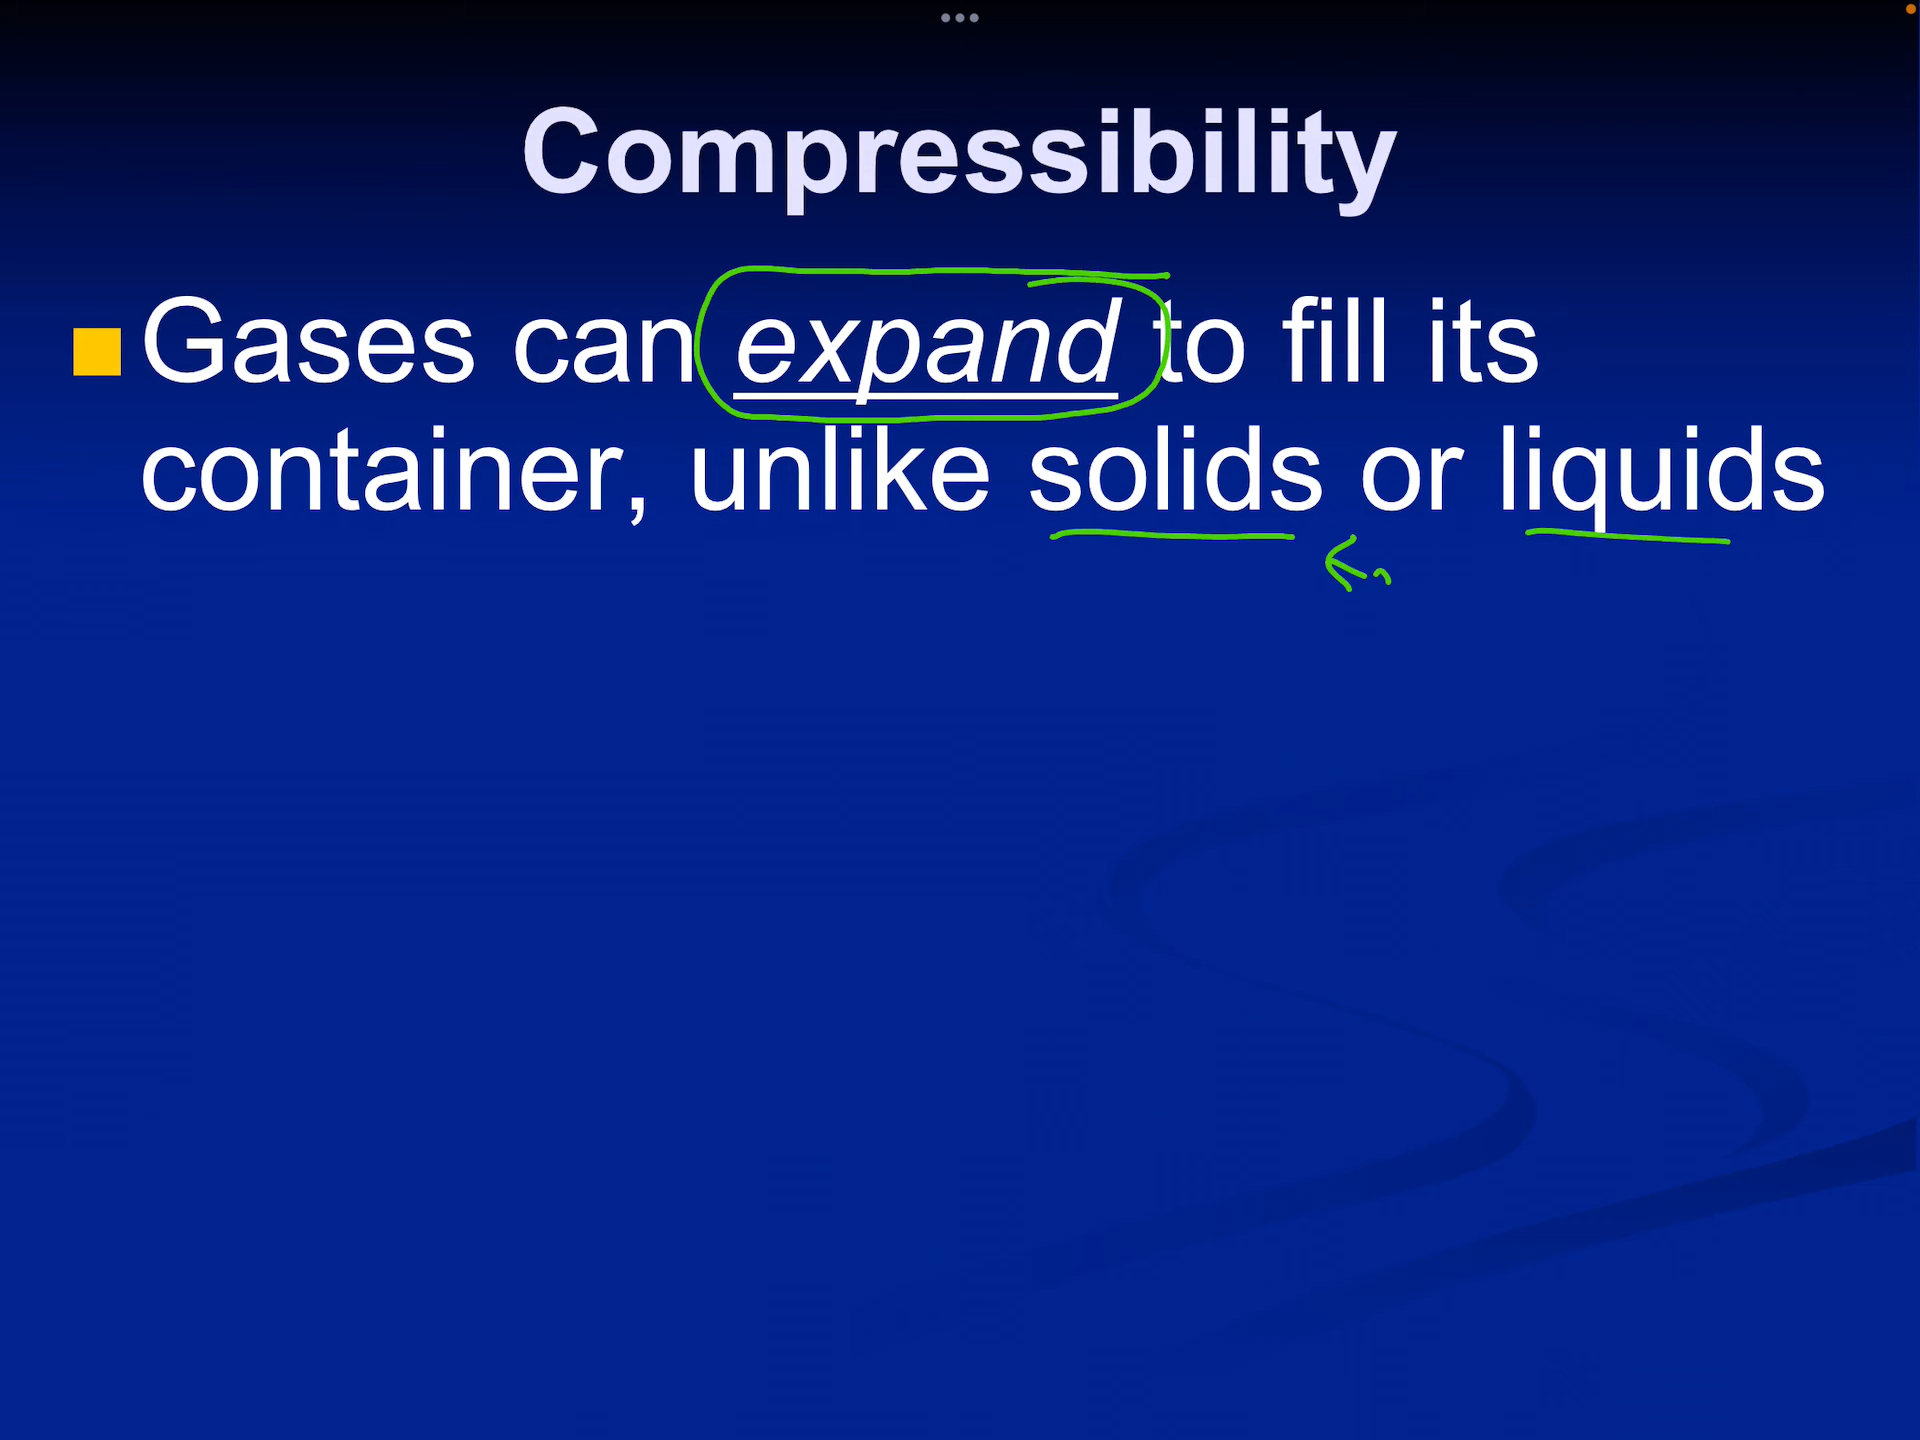 Compressibility
Gases can expand to fill its
container, unlike solids or liquids